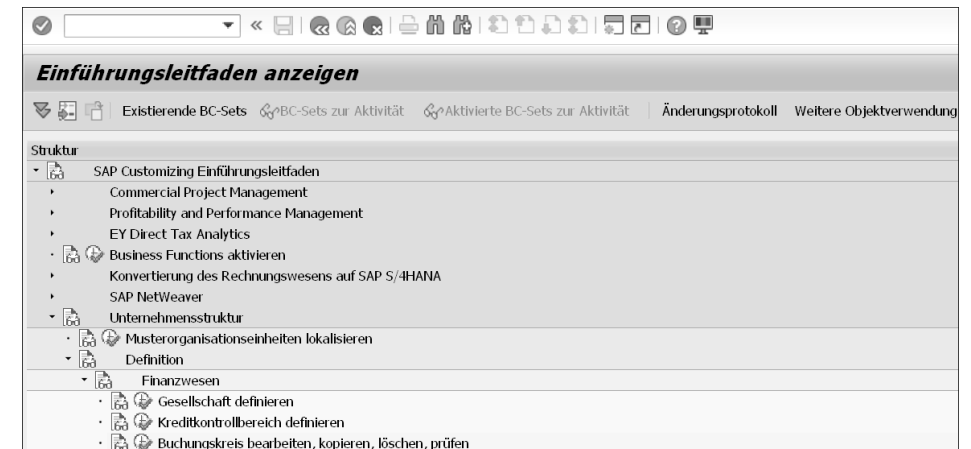 Einführungsleitfaden anzeigen
Existierende BC-Sets BC-Sets zur Aktivität Aktivierte BC-Sets zur Aktivität Änderungsprotokoll Weitere Objektverwendung
Struktur
SAP Customizing Einführungsleitfaden
Commercial Project Management
Profitability and Performance Management
EY Direct Tax Analytics
Business Functions aktivieren
Konvertierung des Rechnungswesens auf SAP S/4HANA
SAP NetWeaver
Unternehmensstruktur
Musterorganisationseinheiten lokalisieren
Definition
Finanzwesen
Gesellschaft definieren
Kreditkontrollbereich definieren
Buchungskreis bearbeiten, kopieren, löschen, prüfen